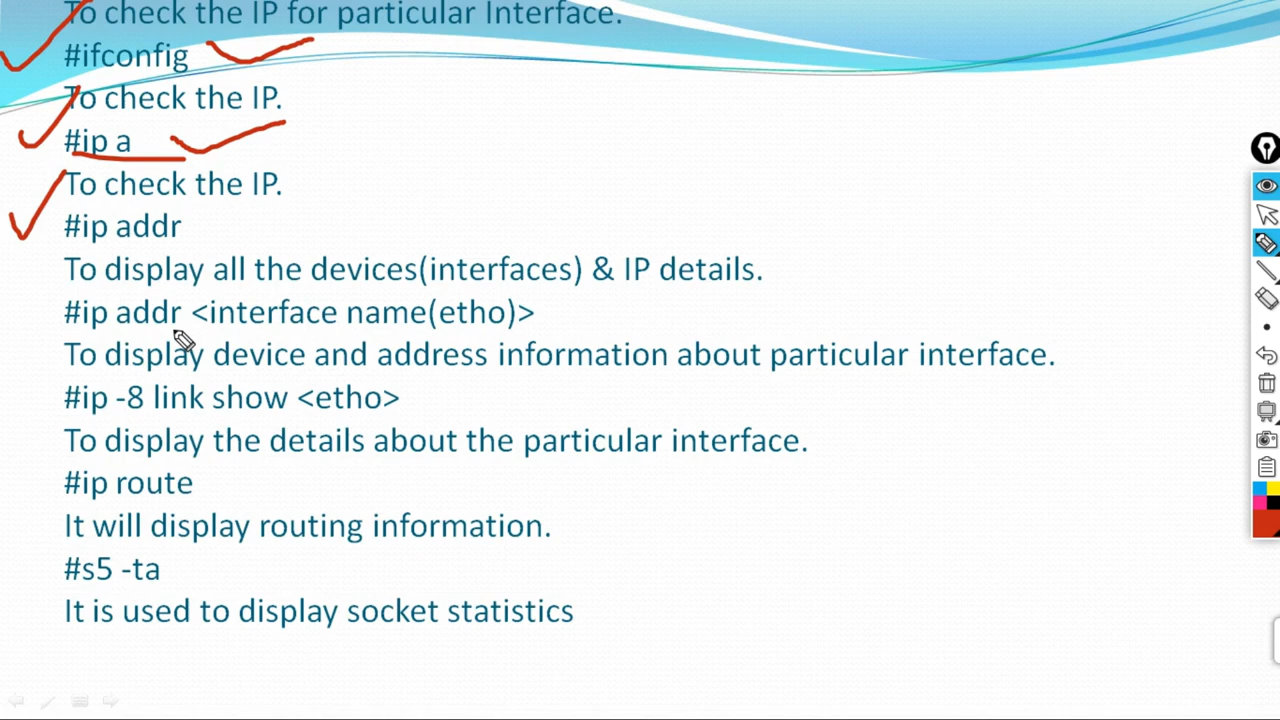 To check the IP for particular Interface.
#ifconfig
To check the IP.
#ip a
To check the IP.
#ip addr
To display all the devices(interfaces) & IP details.
#ip addr <interface name(etho)>
To display device and address information about particular interface.
#ip -8 link show <etho>
To display the details about the particular interface.
#ip route
It will display routing information.
#s5 -ta
It is used to display socket statistics